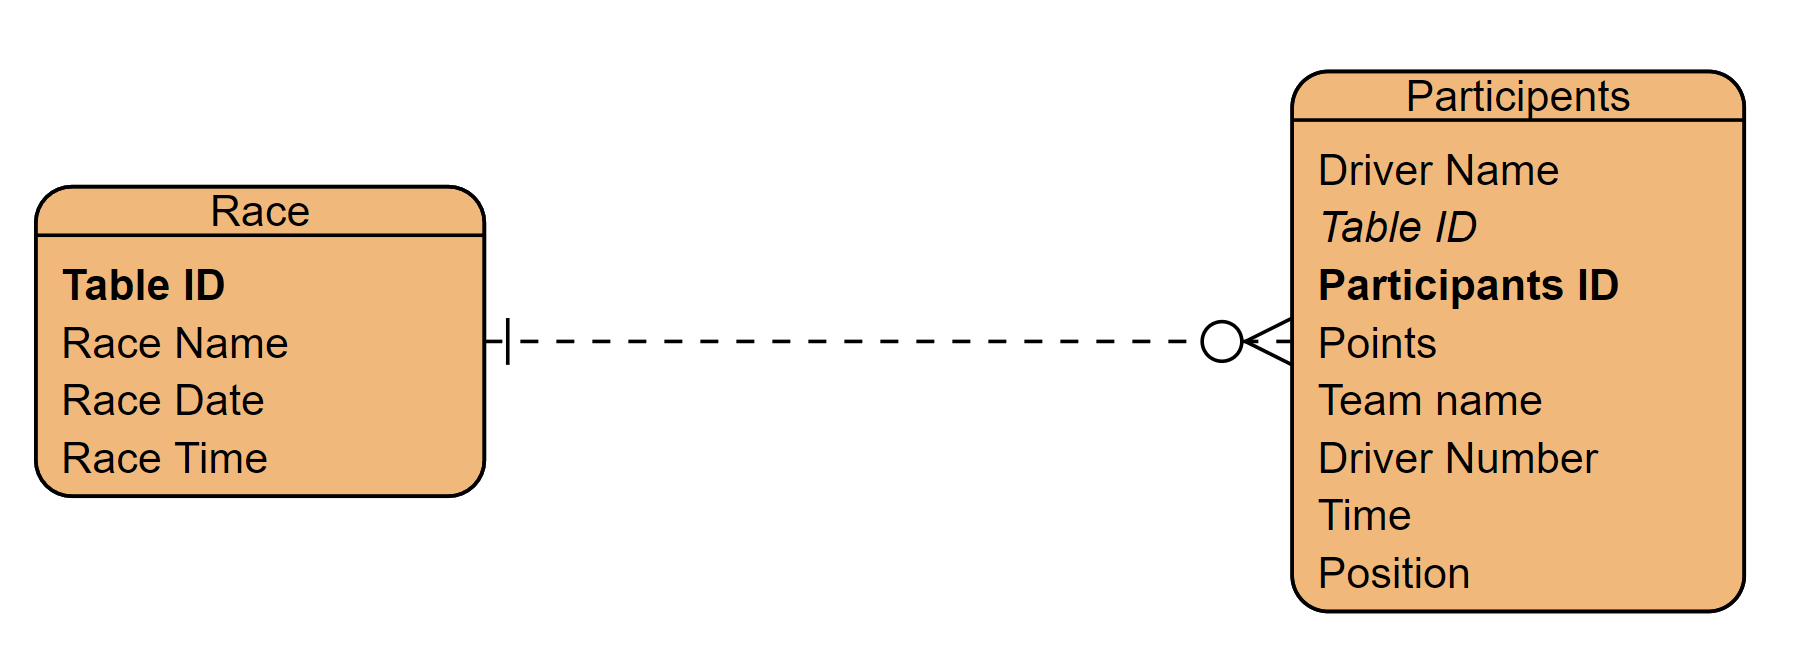 Race
Table ID
Race Name
Race Date
Race Time
Participents
Driver Name
Table ID
Participants ID
Points
Team name
Driver Number
Time
Position